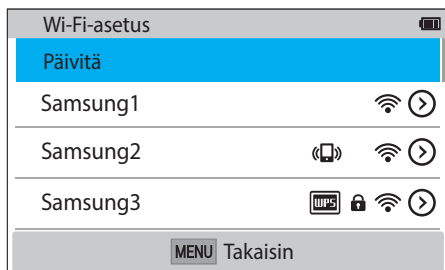 Wi-Fi-asetus
Päivitä
Samsung1
Samsung2
Samsung3 WPS
MENU Takaisin